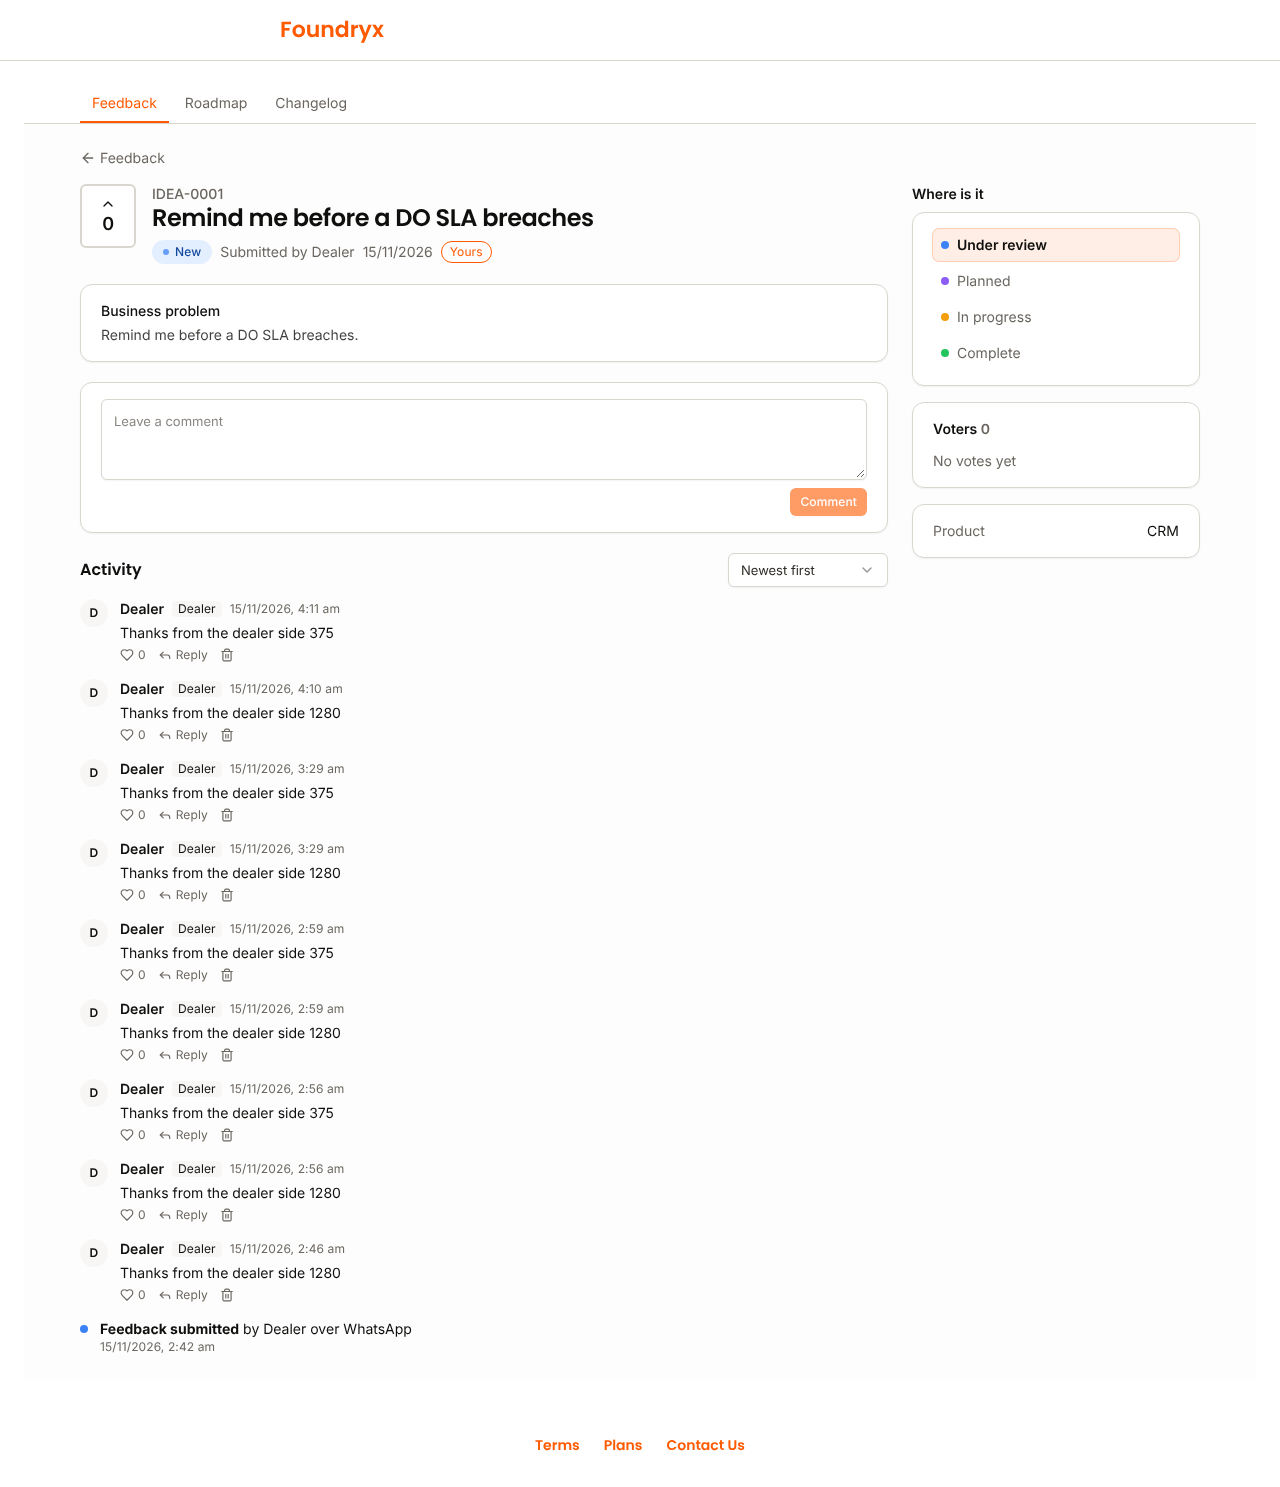 Foundryx
Feedback Roadmap Changelog
Feedback
0
IDEA-0001
Remind me before a DO SLA breaches
New Submitted by Dealer 15/11/2026 Yours
Business problem
Remind me before a DO SLA breaches.
Leave a comment
Comment
Where is it
Under review
Planned
In progress
Complete
Voters 0
No votes yet
Product CRM
Activity
Newest first
D Dealer Dealer 15/11/2026, 4:11 am
Thanks from the dealer side 375
0 Reply
D Dealer Dealer 15/11/2026, 4:10 am
Thanks from the dealer side 1280
0 Reply
D Dealer Dealer 15/11/2026, 3:29 am
Thanks from the dealer side 375
0 Reply
D Dealer Dealer 15/11/2026, 3:29 am
Thanks from the dealer side 1280
0 Reply
D Dealer Dealer 15/11/2026, 2:59 am
Thanks from the dealer side 375
0 Reply
D Dealer Dealer 15/11/2026, 2:59 am
Thanks from the dealer side 1280
0 Reply
D Dealer Dealer 15/11/2026, 2:56 am
Thanks from the dealer side 375
0 Reply
D Dealer Dealer 15/11/2026, 2:56 am
Thanks from the dealer side 1280
0 Reply
D Dealer Dealer 15/11/2026, 2:46 am
Thanks from the dealer side 1280
0 Reply
Feedback submitted by Dealer over WhatsApp
15/11/2026, 2:42 am
Terms Plans Contact Us